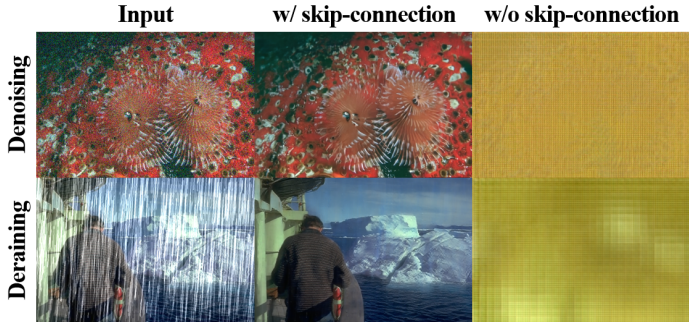 Input w/ skip-connection w/o skip-connection
Denoising
Deraining